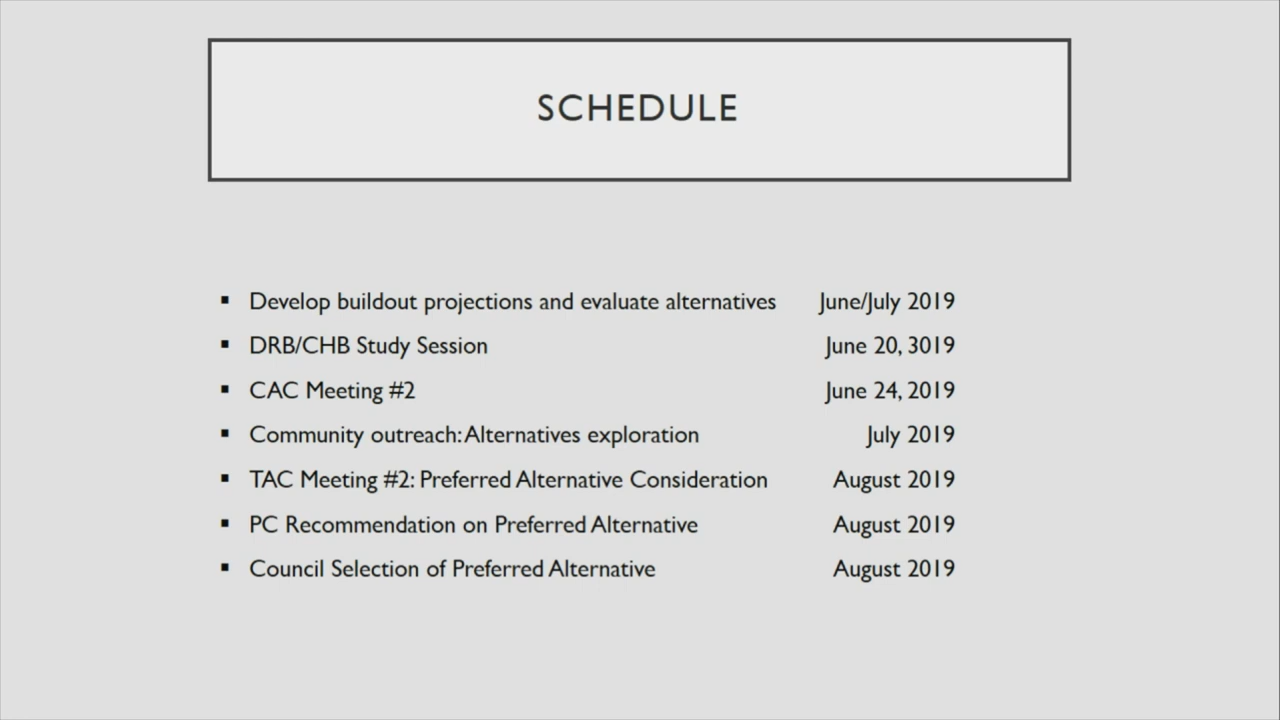 SCHEDULE
▪ Develop buildout projections and evaluate alternatives June/July 2019
▪ DRB/CHB Study Session June 20, 3019
▪ CAC Meeting #2 June 24, 2019
▪ Community outreach: Alternatives exploration July 2019
▪ TAC Meeting #2: Preferred Alternative Consideration August 2019
▪ PC Recommendation on Preferred Alternative August 2019
▪ Council Selection of Preferred Alternative August 2019